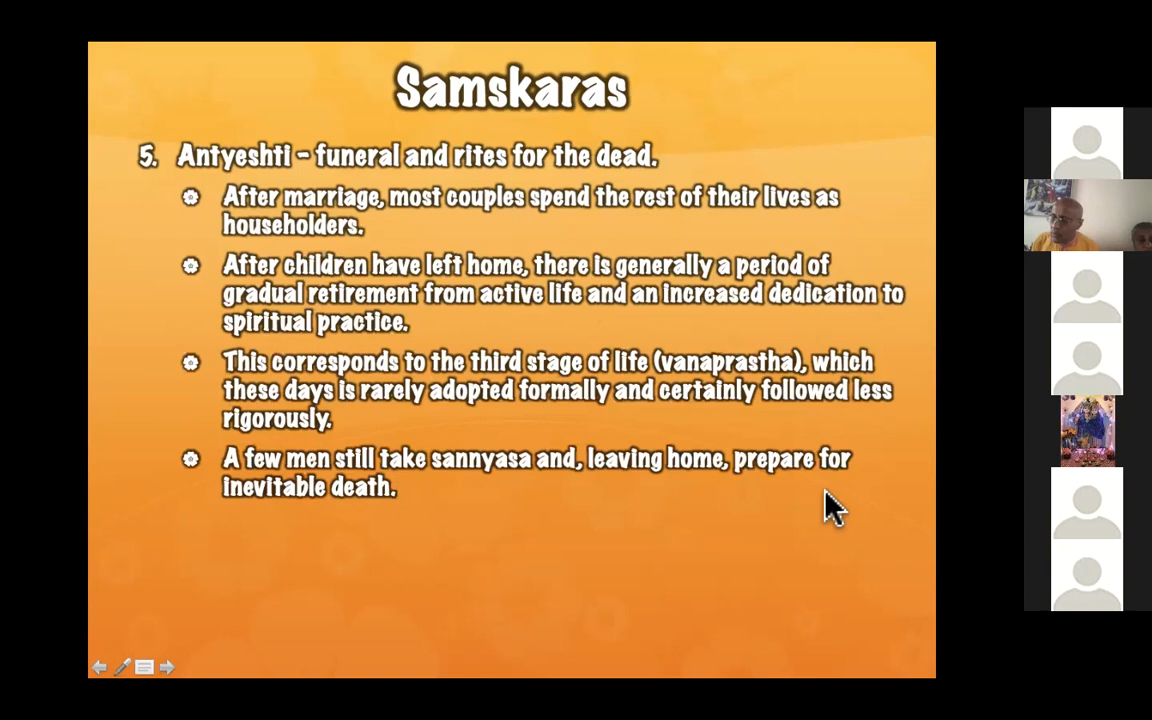 Samskaras
5. Antyeshti - funeral and rites for the dead.
After marriage, most couples spend the rest of their lives as
householders.
After children have left home, there is generally a period of
gradual retirement from active life and an increased dedication to
spiritual practice.
This corresponds to the third stage of life (vanaprastha), which
these days is rarely adopted formally and certainly followed less
rigorously.
A few men still take sannyasa and, leaving home, prepare for
inevitable death.